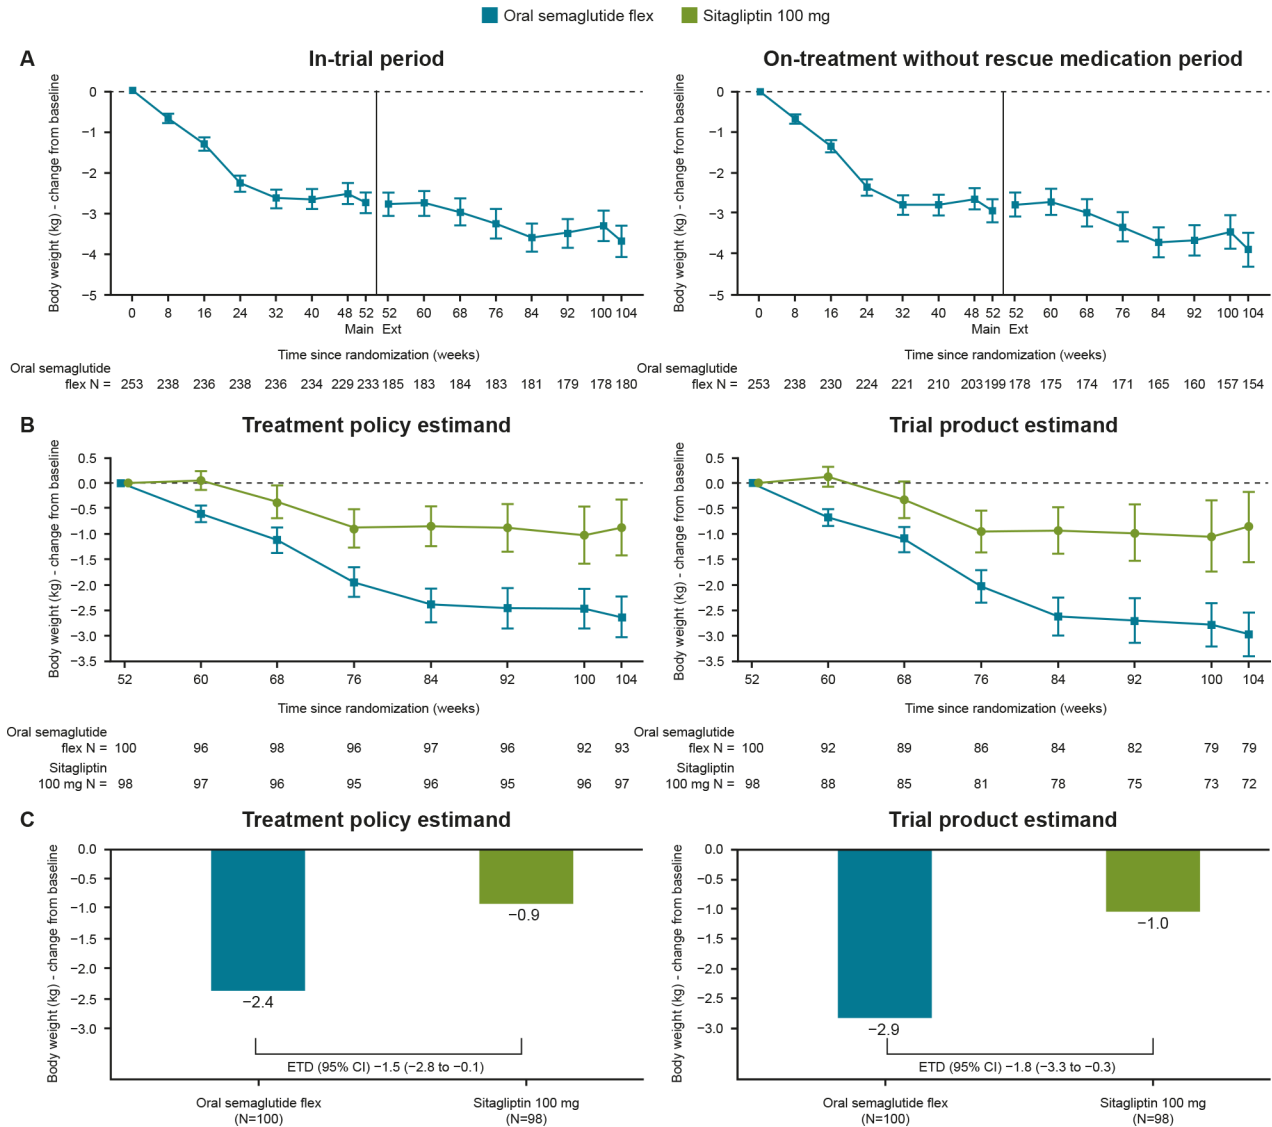 Oral semaglutide flex Sitagliptin 100 mg
A
In-trial period
Body weight (kg) - change from baseline
0
−1
−2
−3
−4
−5
0 8 16 24 32 40 48 52 52 60 68 76 84 92 100 104
Main Ext
Time since randomization (weeks)
Oral semaglutide
flex N = 253 238 236 238 236 234 229 233 185 183 184 183 181 179 178 180
On-treatment without rescue medication period
Body weight (kg) - change from baseline
0
−1
−2
−3
−4
−5
0 8 16 24 32 40 48 52 52 60 68 76 84 92 100 104
Main Ext
Time since randomization (weeks)
Oral semaglutide
flex N = 253 238 230 224 221 210 203 199 178 175 174 171 165 160 157 154
B
Treatment policy estimand
Body weight (kg) - change from baseline
0.5
0.0
−0.5
−1.0
−1.5
−2.0
−2.5
−3.0
−3.5
52 60 68 76 84 92 100 104
Time since randomization (weeks)
Oral semaglutide
flex N = 100 96 98 96 97 96 92 93
Sitagliptin
100 mg N = 98 97 96 95 96 95 96 97
Trial product estimand
Body weight (kg) - change from baseline
0.5
0.0
−0.5
−1.0
−1.5
−2.0
−2.5
−3.0
−3.5
52 60 68 76 84 92 100 104
Time since randomization (weeks)
Oral semaglutide
flex N = 100 92 89 86 84 82 79 79
Sitagliptin
100 mg N = 98 88 85 81 78 75 73 72
C
Treatment policy estimand
Body weight (kg) - change from baseline
0.0
−0.5
−1.0
−1.5
−2.0
−2.5
−3.0
−0.9
−2.4
ETD (95% CI) −1.5 (−2.8 to −0.1)
Oral semaglutide flex Sitagliptin 100 mg
(N=100) (N=98)
Trial product estimand
Body weight (kg) - change from baseline
0.0
−0.5
−1.0
−1.5
−2.0
−2.5
−3.0
−1.0
−2.9
ETD (95% CI) −1.8 (−3.3 to −0.3)
Oral semaglutide flex Sitagliptin 100 mg
(N=100) (N=98)